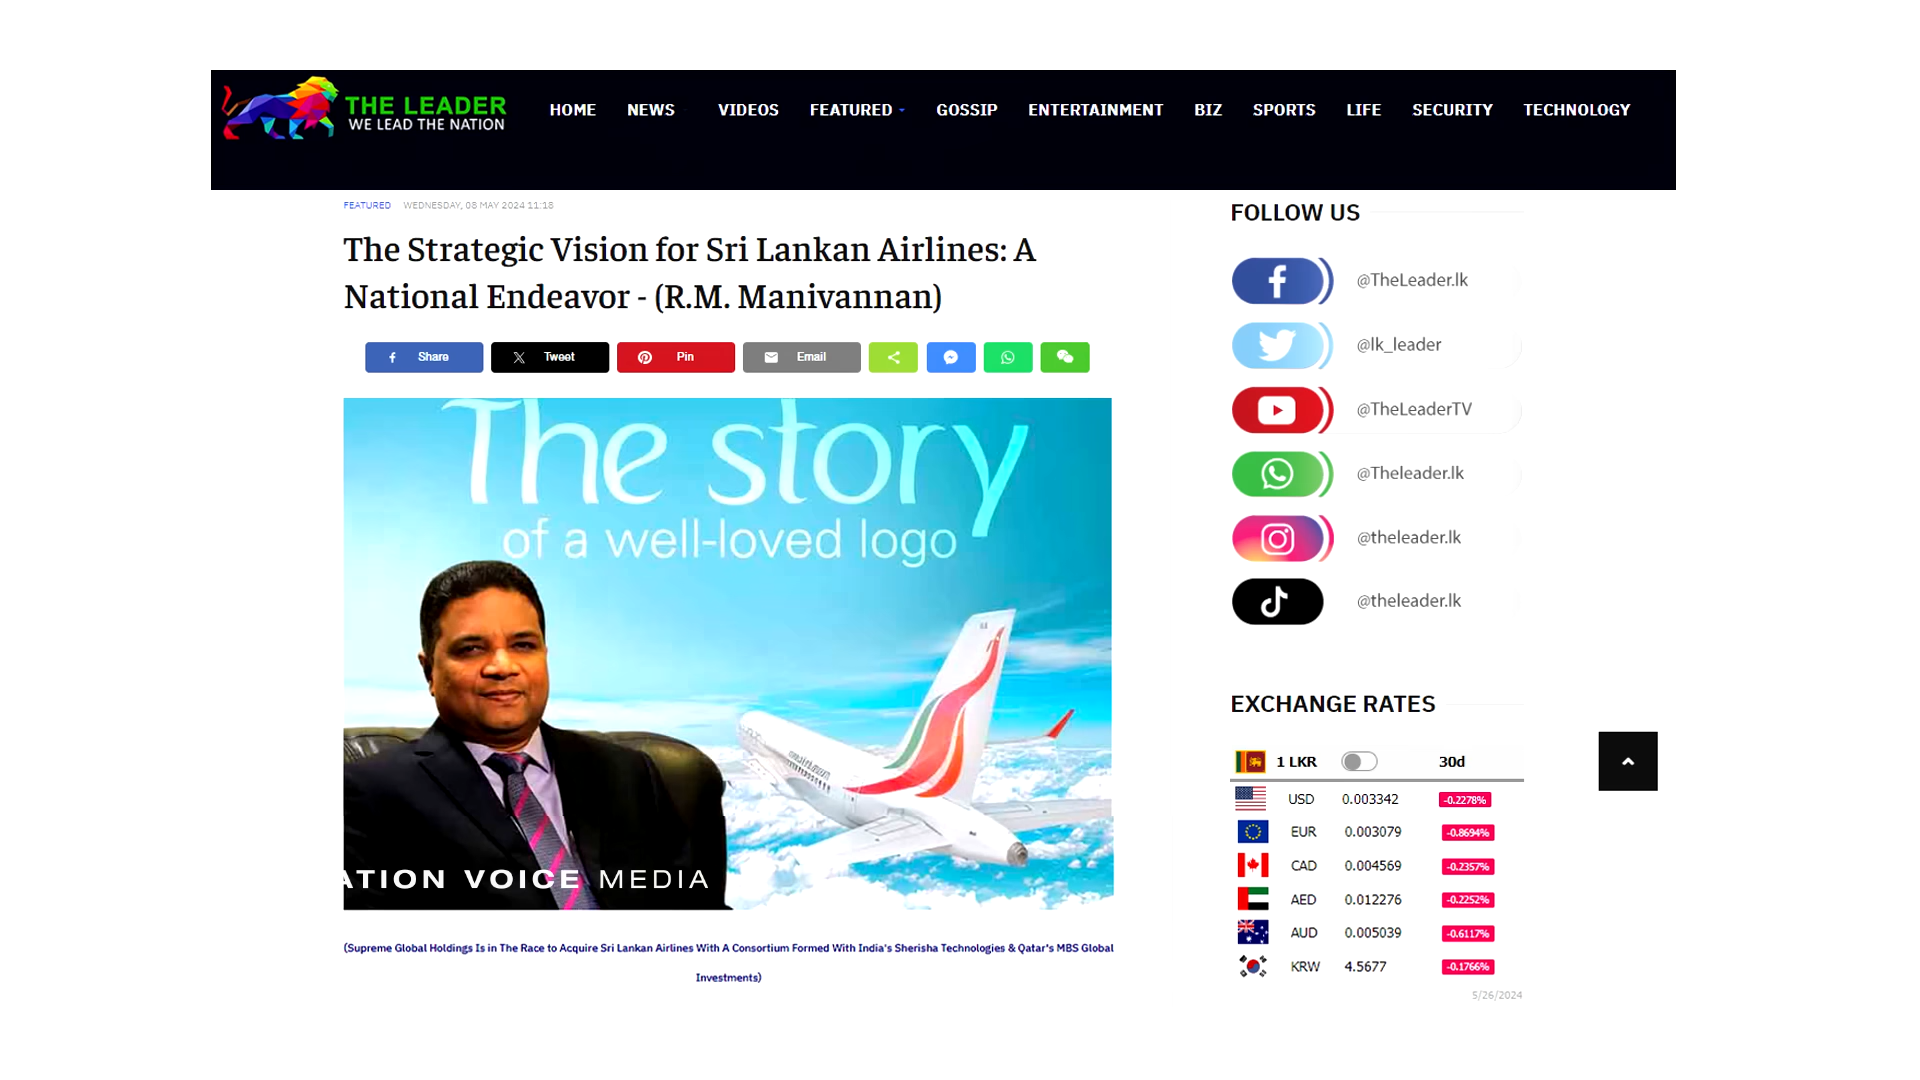 THE LEADER
WE LEAD THE NATION
HOME NEWS VIDEOS FEATURED GOSSIP ENTERTAINMENT BIZ SPORTS LIFE SECURITY TECHNOLOGY
FEATURED WEDNESDAY, 08 MAY 2024 11:18
The Strategic Vision for Sri Lankan Airlines: A
National Endeavor - (R.M. Manivannan)
Share Tweet Pin Email
The story
of a well-loved logo
ATION VOICE MEDIA
(Supreme Global Holdings Is in The Race to Acquire Sri Lankan Airlines With A Consortium Formed With India's Sherisha Technologies & Qatar's MBS Global
Investments)
FOLLOW US
@TheLeader.lk
@lk_leader
@TheLeaderTV
@Theleader.lk
@theleader.lk
@theleader.lk
EXCHANGE RATES
1 LKR 30d
USD 0.003342 -0.2278%
EUR 0.003079 -0.8694%
CAD 0.004569 -0.2357%
AED 0.012276 -0.2252%
AUD 0.005039 -0.6117%
KRW 4.5677 -0.1766%
5/26/2024